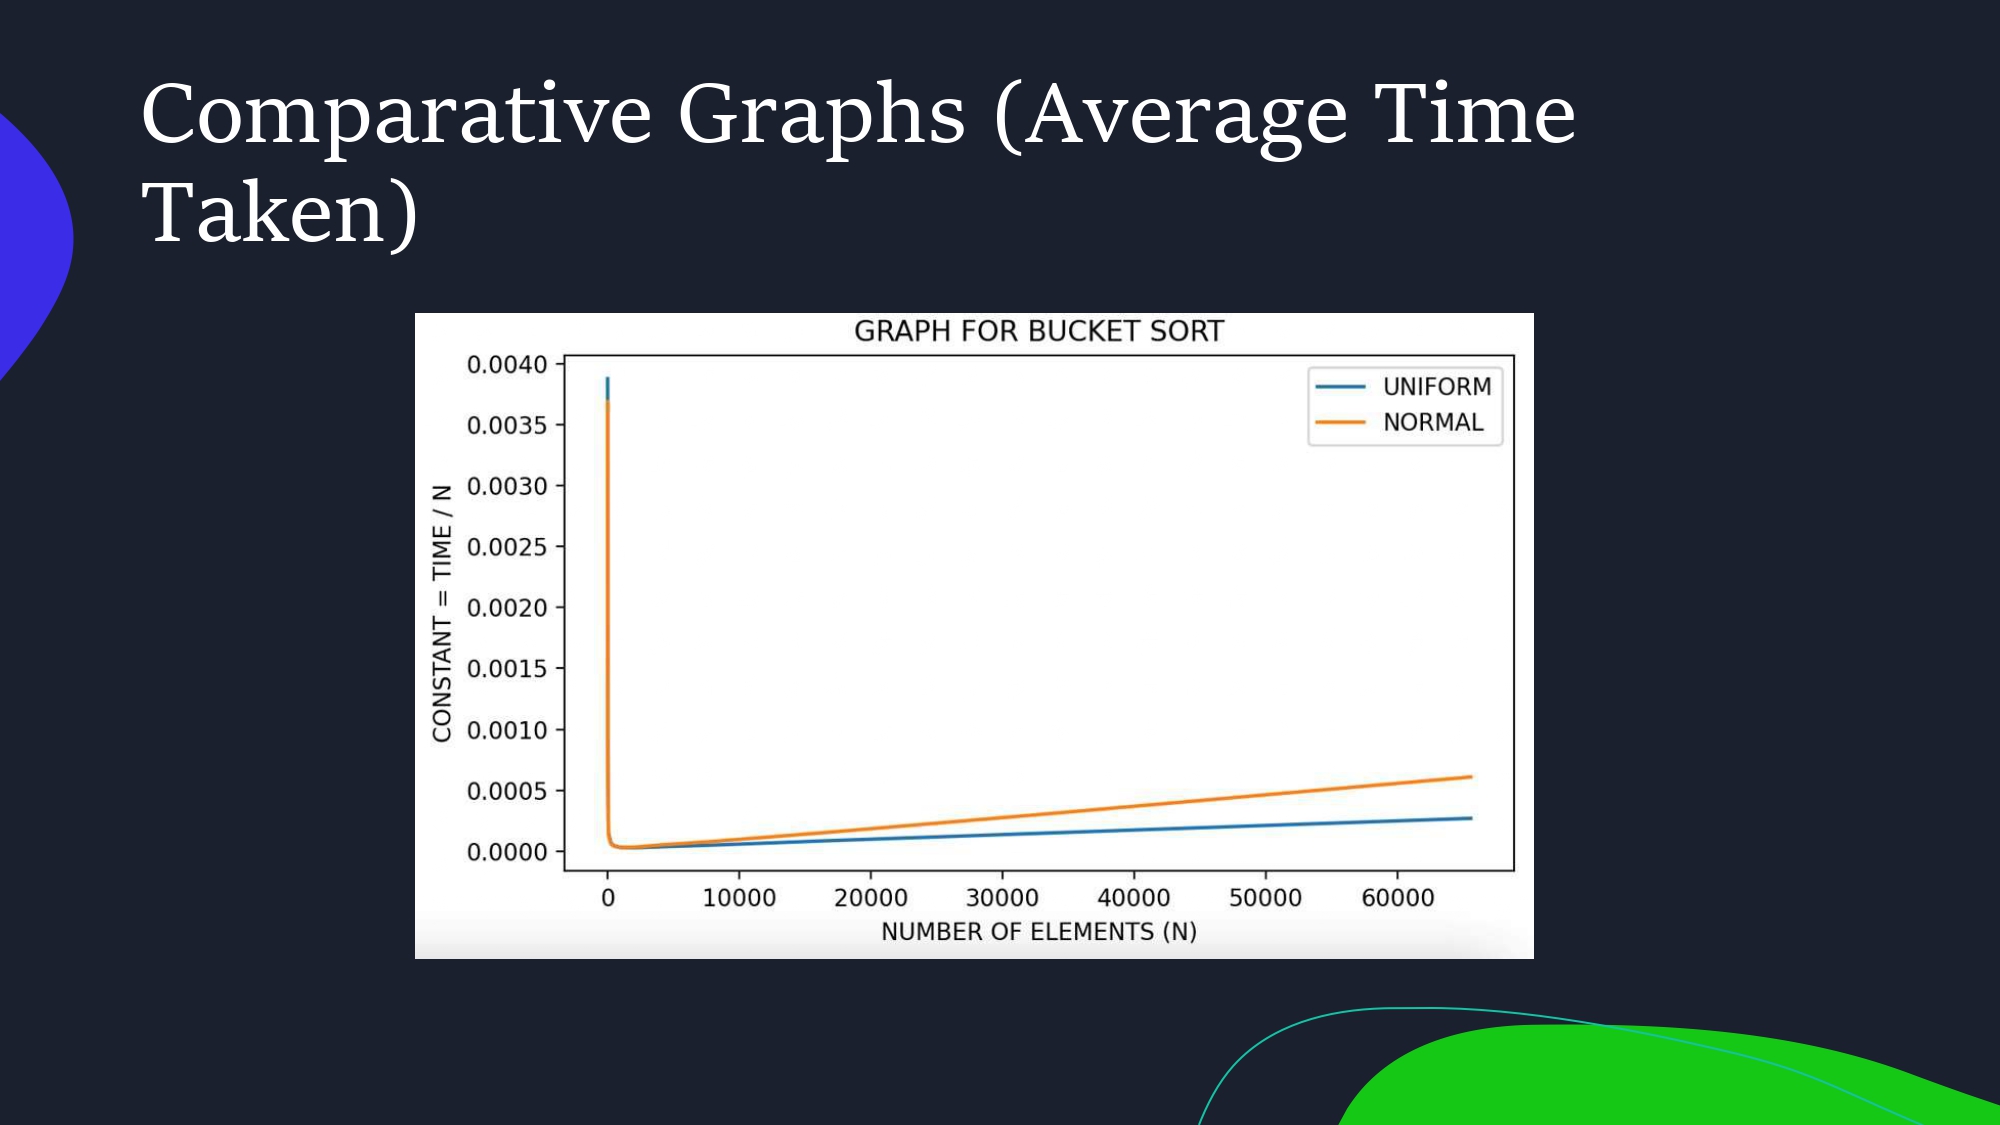 Comparative Graphs (Average Time
Taken)
GRAPH FOR BUCKET SORT
UNIFORM
NORMAL
CONSTANT = TIME / N
0.0040
0.0035
0.0030
0.0025
0.0020
0.0015
0.0010
0.0005
0.0000
0 10000 20000 30000 40000 50000 60000
NUMBER OF ELEMENTS (N)